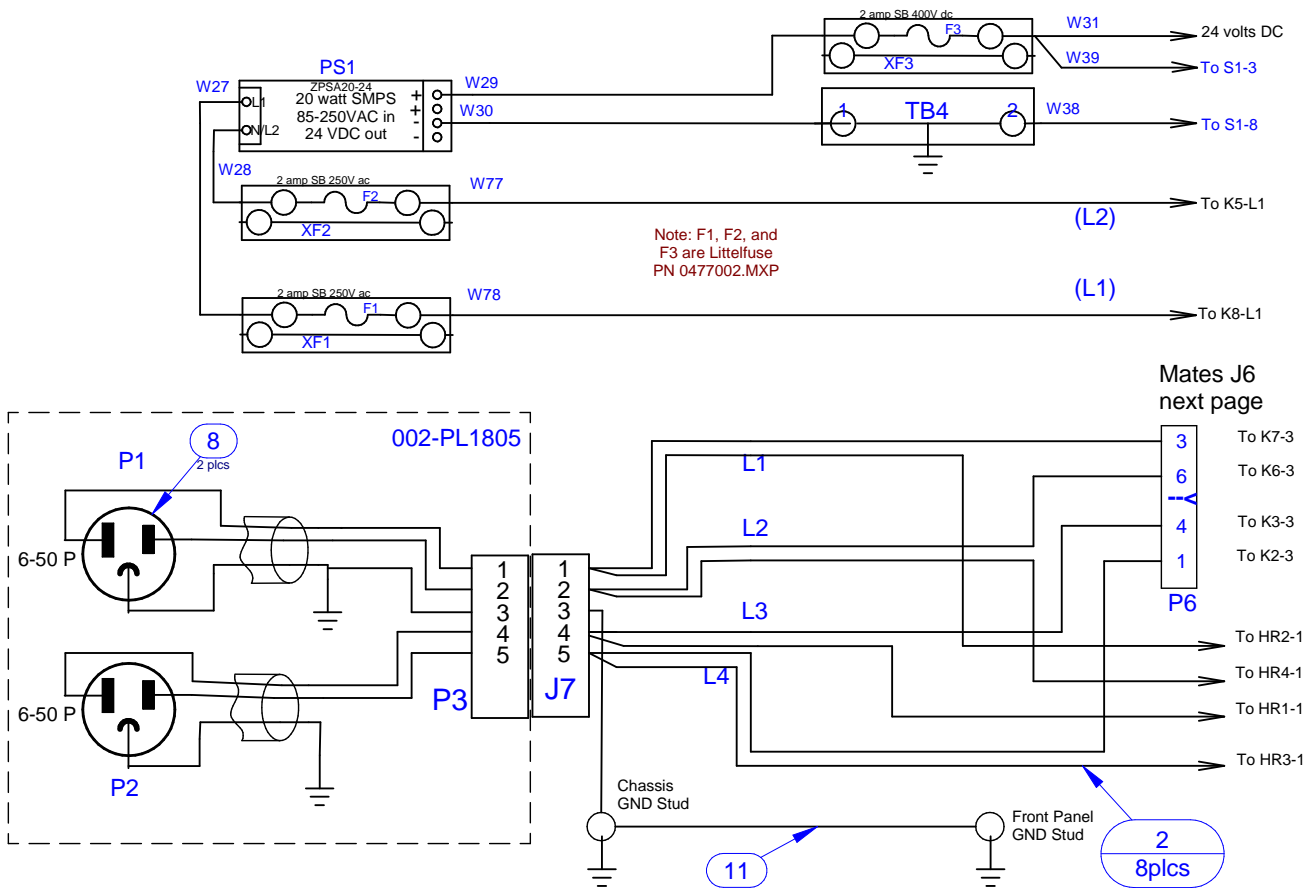 2 amp SB 400V dc
F3
XF3
W31
24 volts DC
W39
To S1-3
PS1
W27
ZPSA20-24
20 watt SMPS
85-250VAC in
24 VDC out
L1
N/L2
+
+
-
-
W29
W30
1
TB4
2
W38
To S1-8
W28
2 amp SB 250V ac
F2
XF2
W77
(L2)
To K5-L1
Note: F1, F2, and
F3 are Littelfuse
PN 0477002.MXP
2 amp SB 250V ac
F1
XF1
W78
(L1)
To K8-L1
Mates J6
next page
002-PL1805
8
2 plcs
P1
6-50 P
P2
6-50 P
1
2
3
4
5
P3
1
2
3
4
5
J7
L1
L2
L3
L4
3
6
--<
4
1
P6
To K7-3
To K6-3
To K3-3
To K2-3
To HR2-1
To HR4-1
To HR1-1
To HR3-1
Chassis
GND Stud
Front Panel
GND Stud
11
2
8plcs